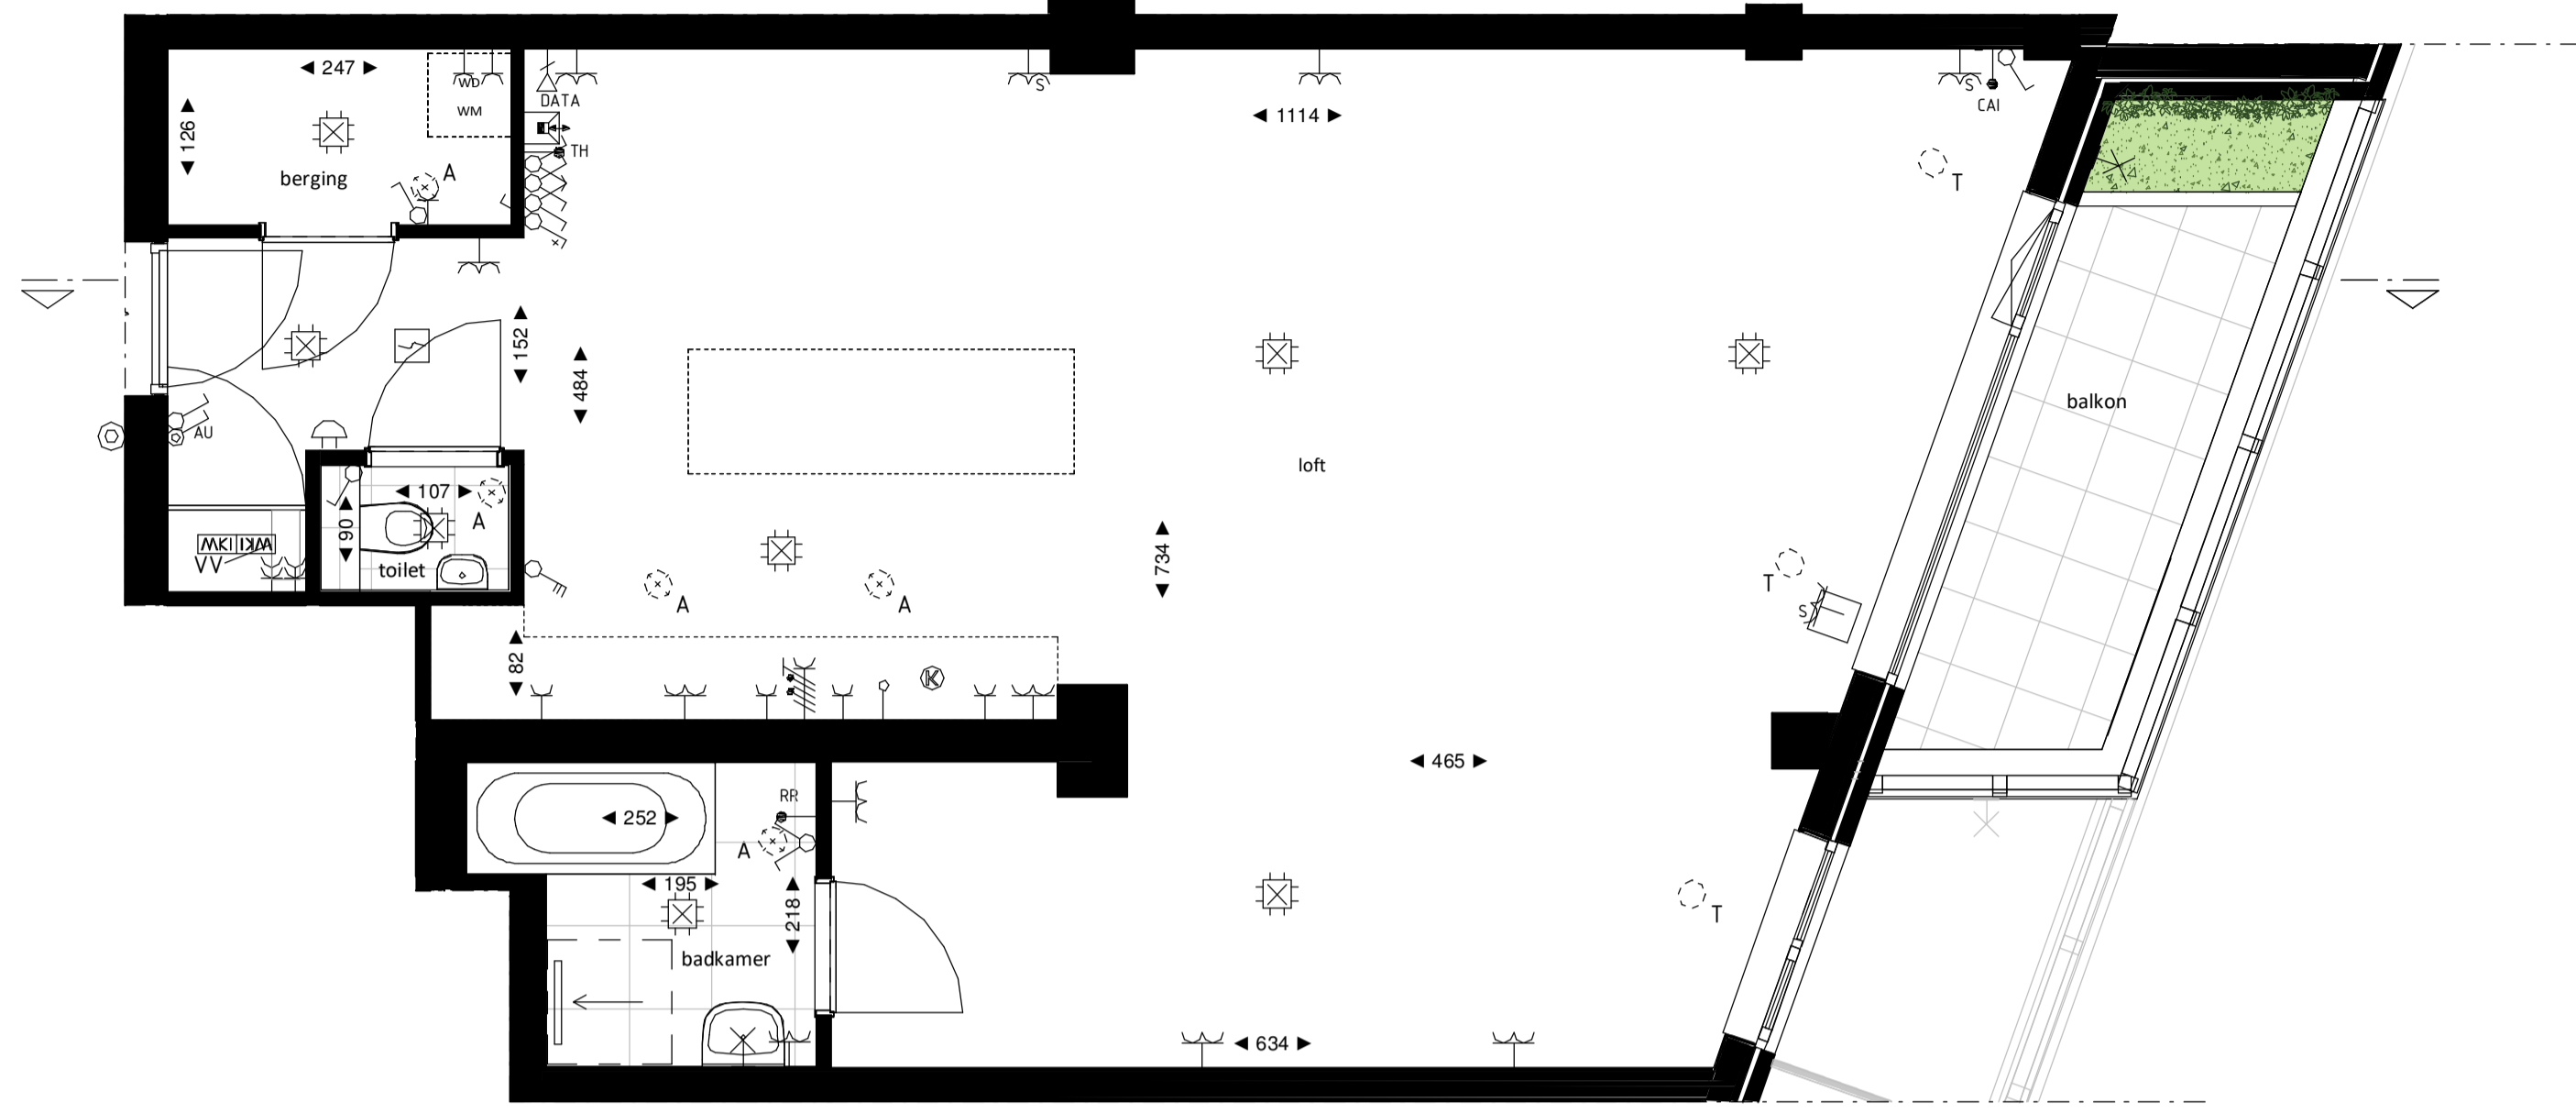 247
WD
WM
126
berging
A
DATA
TH
S
1114
S
CAI
T
152
484
balkon
AU
loft
107
90
A
toilet
VV
A
A
734
T
S
82
K
465
252
RR
A
195
218
badkamer
T
634